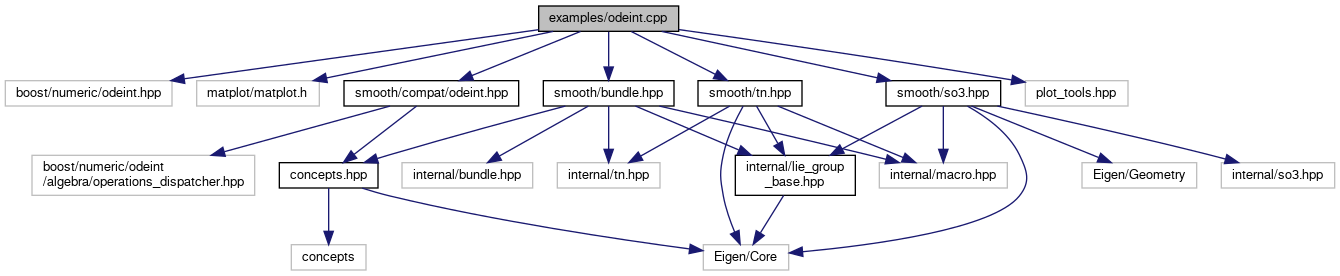 examples/odeint.cpp
boost/numeric/odeint.hpp
matplot/matplot.h
smooth/compat/odeint.hpp
smooth/bundle.hpp
smooth/tn.hpp
smooth/so3.hpp
plot_tools.hpp
boost/numeric/odeint
/algebra/operations_dispatcher.hpp
concepts.hpp
internal/bundle.hpp
internal/tn.hpp
internal/lie_group
_base.hpp
internal/macro.hpp
Eigen/Geometry
internal/so3.hpp
concepts
Eigen/Core